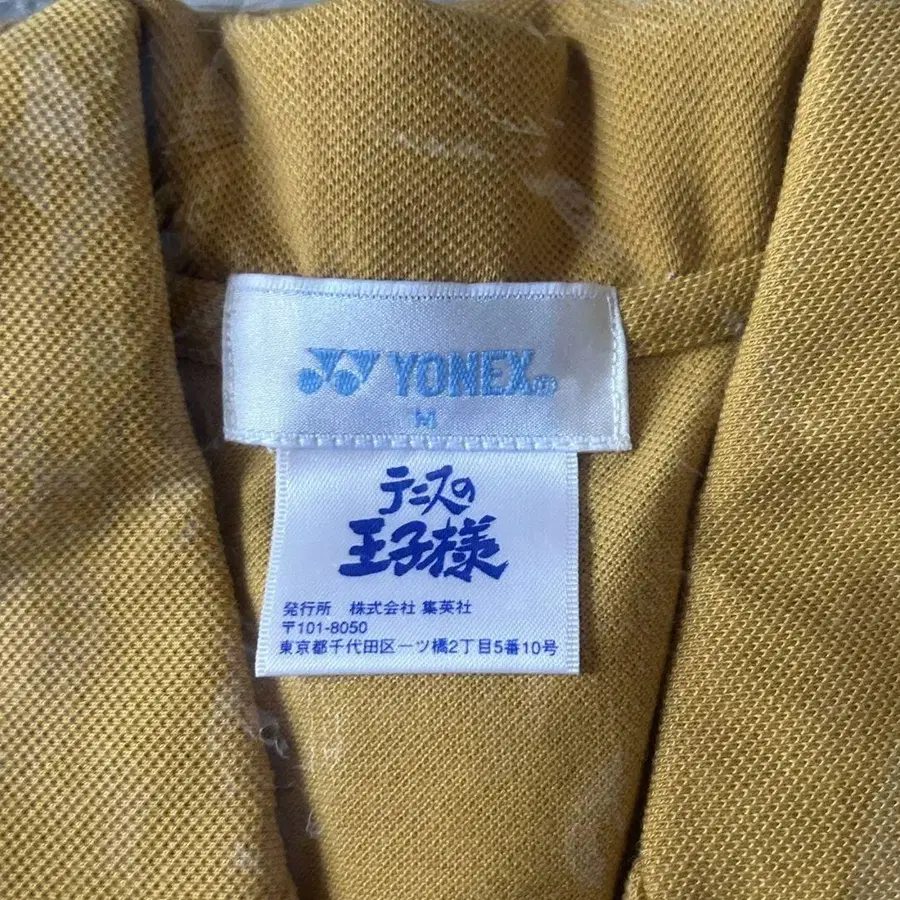 YONEX®
M
テニスの
王子様
発行所 株式会社 集英社
〒101-8050
東京都千代田区一ツ橋2丁目5番10号